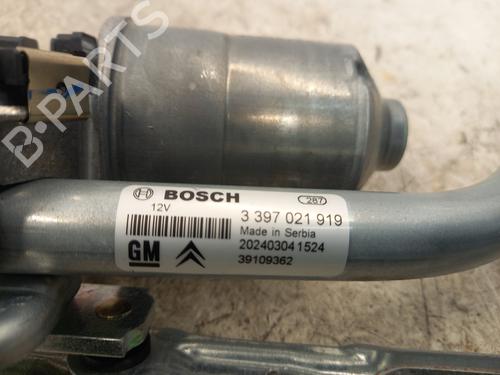 B-PARTS
BOSCH 287
12V 3 397 021 919
Made in Serbia
202403041524
GM 39109362